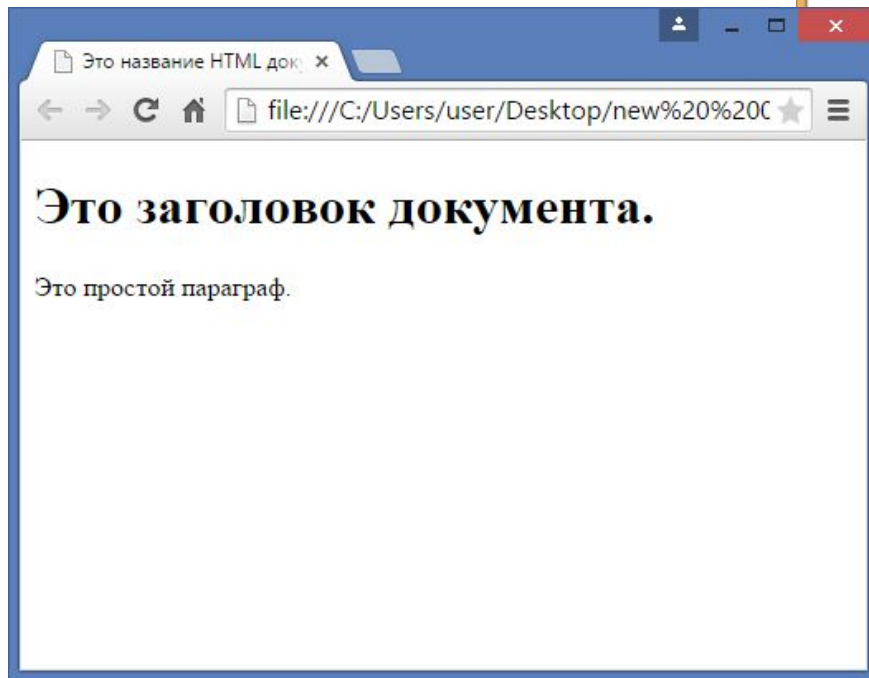 Это название HTML док
file:///C:/Users/user/Desktop/new%20%20
Это заголовок документа.
Это простой параграф.